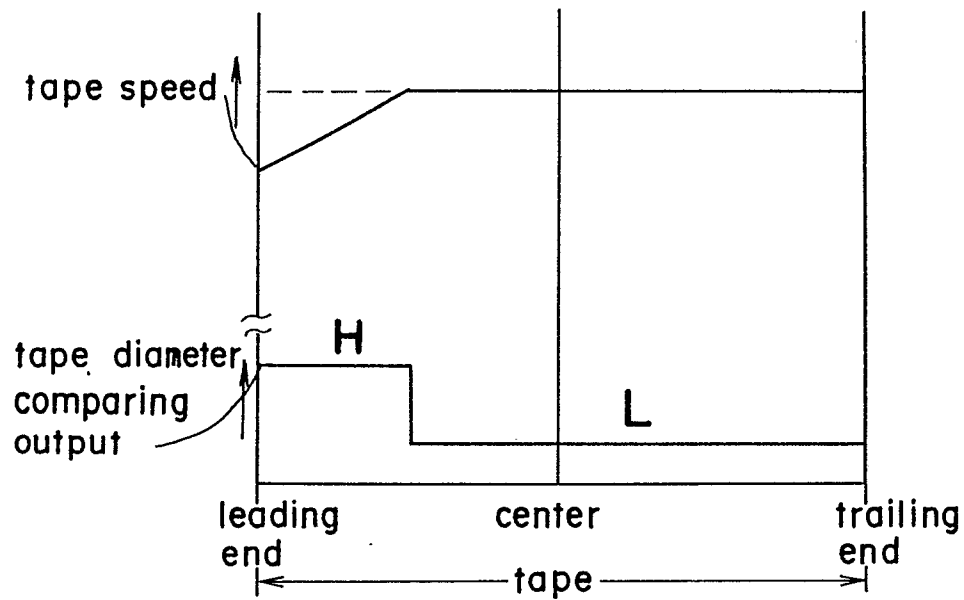 tape speed
H
tape diameter
comparing
output
L
leading
end
center
trailing
end
tape